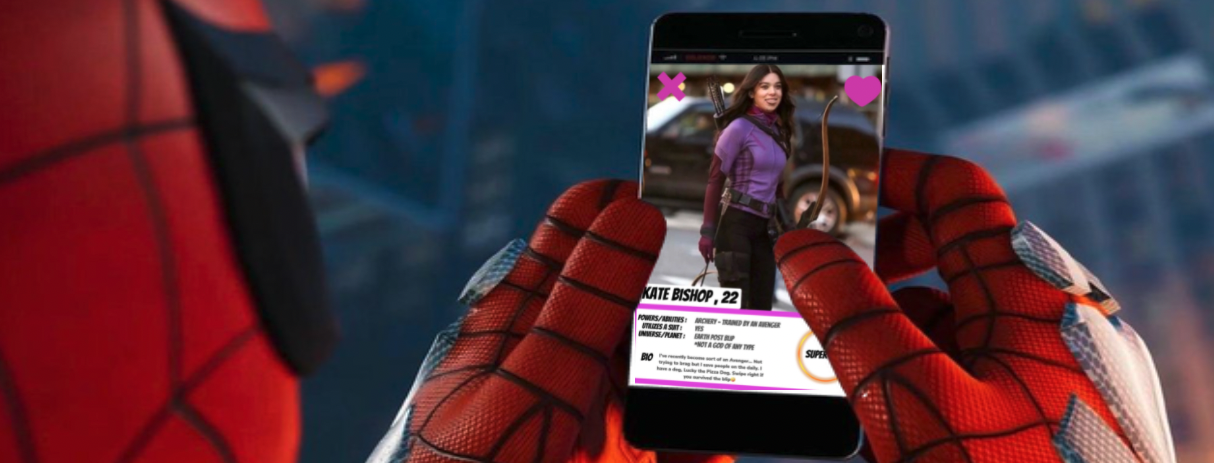 KATE BISHOP , 22
POWERS/ABILITIES : ARCHERY - TRAINED BY AN AVENGER
UTILIZES A SUIT : YES
UNIVERSE/PLANET : EARTH POST BLIP
*NOT A GOD OF ANY TYPE
SUPER
BIO
I've recently become sort of an Avenger... Not
trying to brag but I save people on the daily. I
have a dog, Lucky the Pizza Dog. Swipe right if
you survived the blip😜